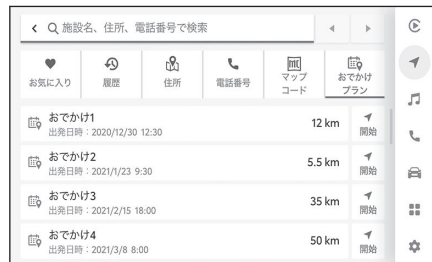 施設名、住所、電話番号で検索
お気に入り
履歴
住所
電話番号
マップ
コード
おでかけ
プラン
おでかけ1
出発日時：2020/12/30 12:30
12 km
開始
おでかけ2
出発日時：2021/1/23 9:30
5.5 km
開始
おでかけ3
出発日時：2021/2/15 18:00
35 km
開始
おでかけ4
出発日時：2021/3/8 8:00
50 km
開始